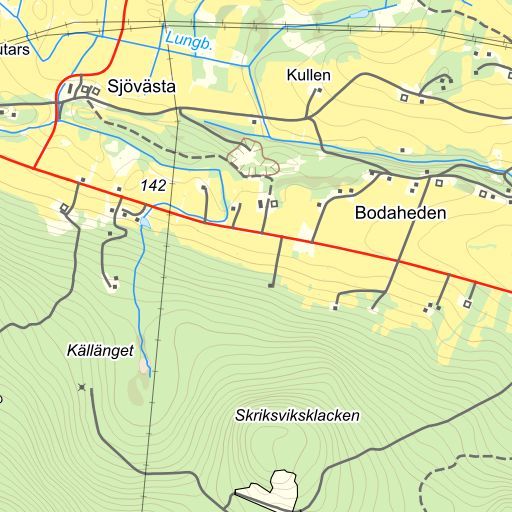 Lungb.
utars
Kullen
Sjövästa
142
Bodaheden
Källänget
Skriksviksklacken